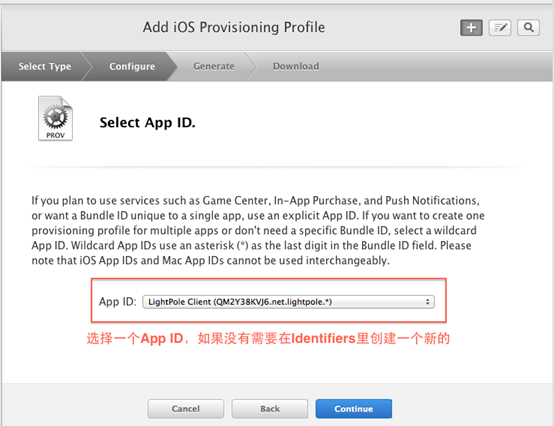 Add iOS Provisioning Profile
Select Type
Configure
Generate
Download
PROV
Select App ID.
If you plan to use services such as Game Center, In-App Purchase, and Push Notifications,
or want a Bundle ID unique to a single app, use an explicit App ID. If you want to create one
provisioning profile for multiple apps or don't need a specific Bundle ID, select a wildcard
App ID. Wildcard App IDs use an asterisk (*) as the last digit in the Bundle ID field. Please
note that iOS App IDs and Mac App IDs cannot be used interchangeably.
App ID: LightPole Client (QM2Y38KVJ6.net.lightpole.*)
选择一个App ID，如果没有需要在Identifiers里创建一个新的
Cancel
Back
Continue